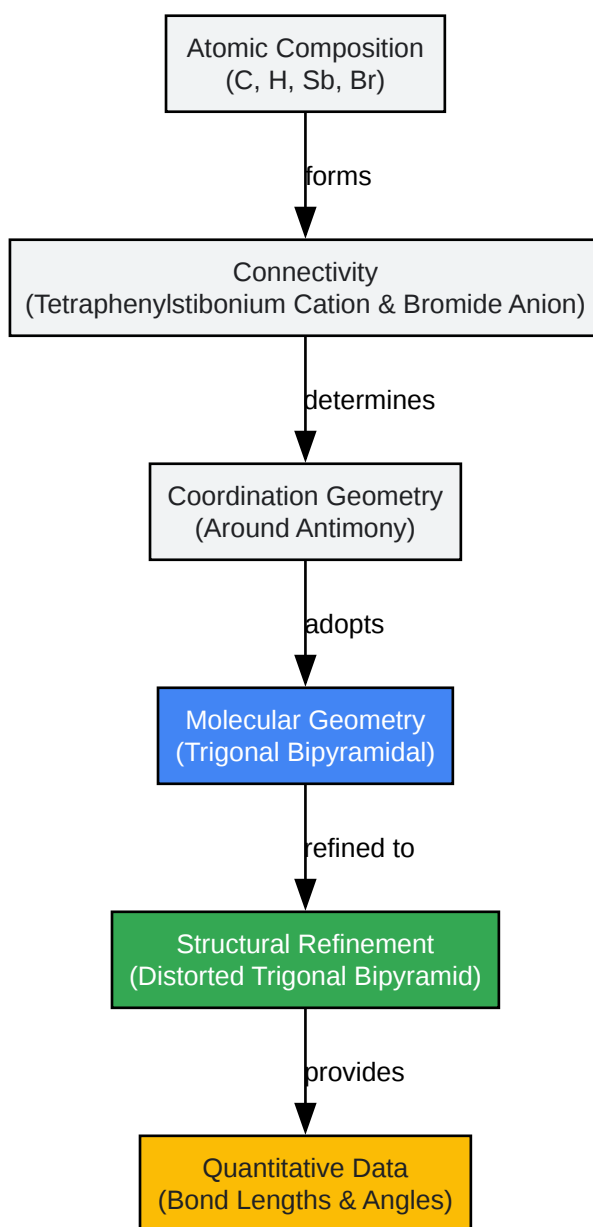 Atomic Composition
(C, H, Sb, Br)
forms
Connectivity
(Tetraphenylstibonium Cation & Bromide Anion)
determines
Coordination Geometry
(Around Antimony)
adopts
Molecular Geometry
(Trigonal Bipyramidal)
refined to
Structural Refinement
(Distorted Trigonal Bipyramid)
provides
Quantitative Data
(Bond Lengths & Angles)